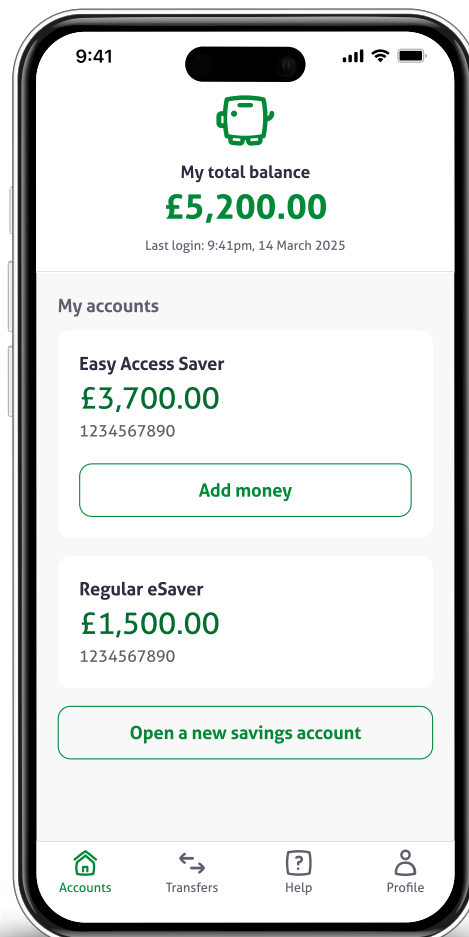 9:41
My total balance
£5,200.00
Last login: 9:41pm, 14 March 2025
My accounts
Easy Access Saver
£3,700.00
1234567890
Add money
Regular eSaver
£1,500.00
1234567890
Open a new savings account
Accounts Transfers Help Profile